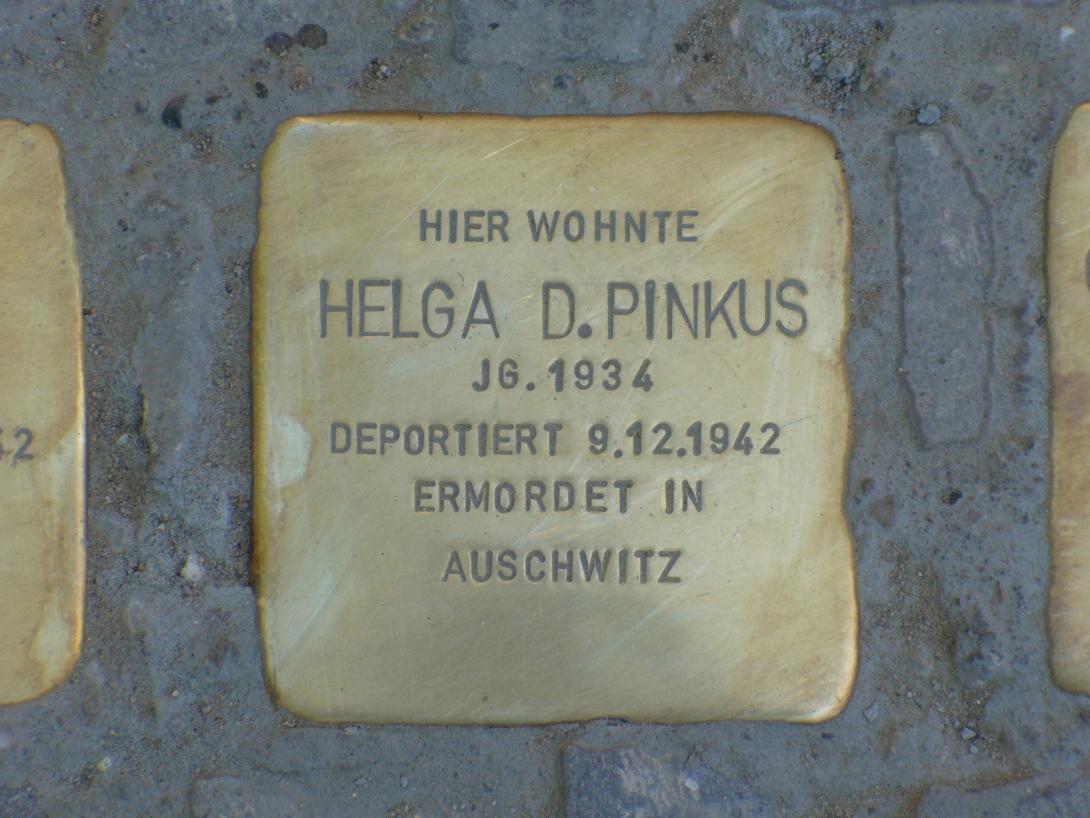 HIER WOHNTE
HELGA D. PINKUS
JG. 1934
DEPORTIERT 9.12.1942
ERMORDET IN
AUSCHWITZ